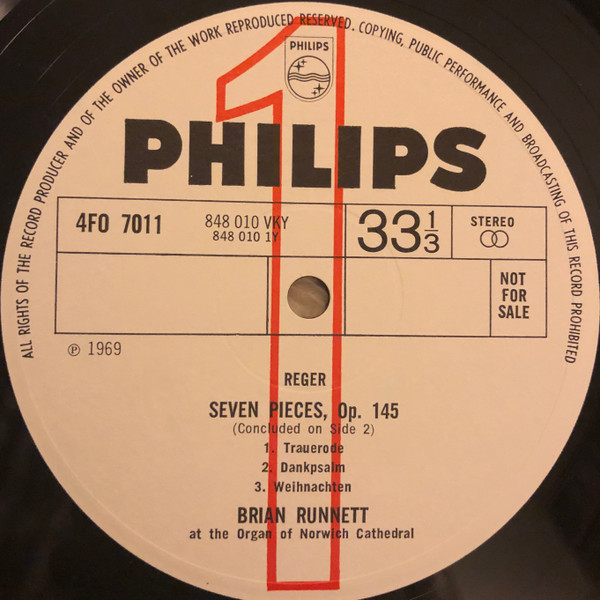 ALL RIGHTS OF THE RECORD PRODUCER AND OF THE OWNER OF THE WORK REPRODUCED RESERVED. COPYING, PUBLIC PERFORMANCE AND BROADCASTING OF THIS RECORD PROHIBITED
PHILIPS
1
PHILIPS
4FO 7011
848 010 VKY
848 010 1Y
33 1/3
STEREO
NOT
FOR
SALE
℗ 1969
REGER
SEVEN PIECES, Op. 145
(Concluded on Side 2)
1. Trauerode
2. Dankpsalm
3. Weihnachten
BRIAN RUNNETT
at the Organ of Norwich Cathedral